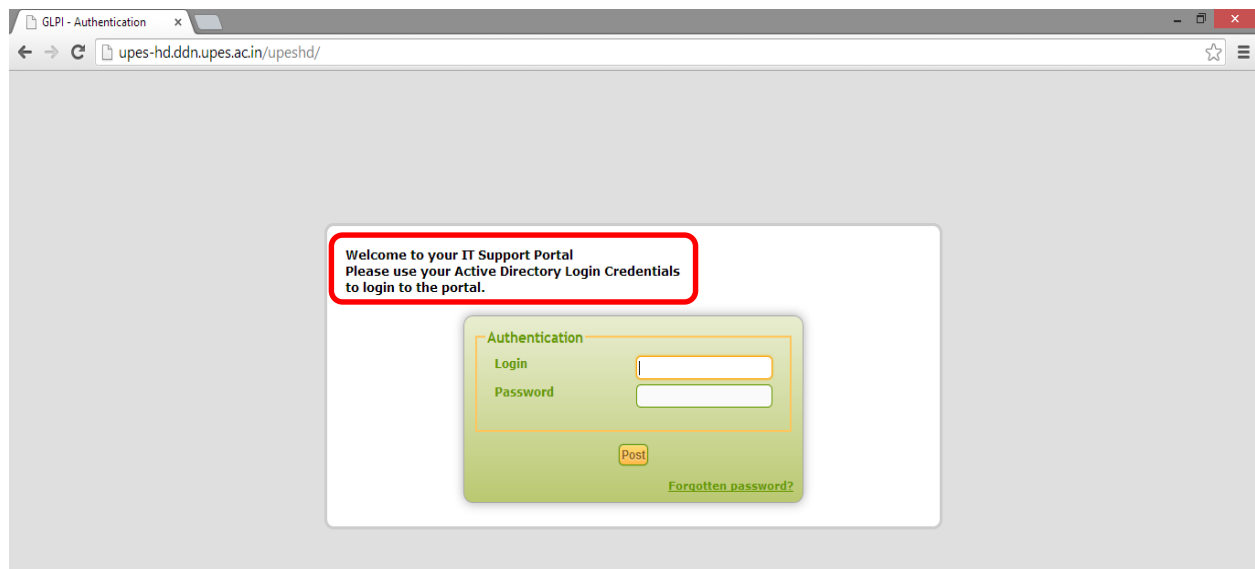 GLPI - Authentication
upes-hd.ddn.upes.ac.in/upeshd/
Welcome to your IT Support Portal
Please use your Active Directory Login Credentials
to login to the portal.
Authentication
Login
Password
Post
Forgotten password?